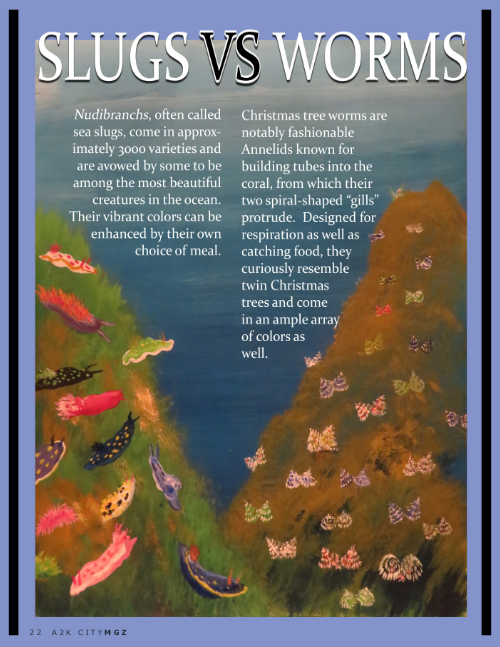 SLUGS VS WORMS
Nudibranchs, often called
sea slugs, come in approx-
imately 3000 varieties and
are avowed by some to be
among the most beautiful
creatures in the ocean.
Their vibrant colors can be
enhanced by their own
choice of meal.
Christmas tree worms are
notably fashionable
Annelids known for
building tubes into the
coral, from which their
two spiral-shaped “gills”
protrude. Designed for
respiration as well as
catching food, they
curiously resemble
twin Christmas
trees and come
in an ample array
of colors as
well.
22 A2K CITYMGZ